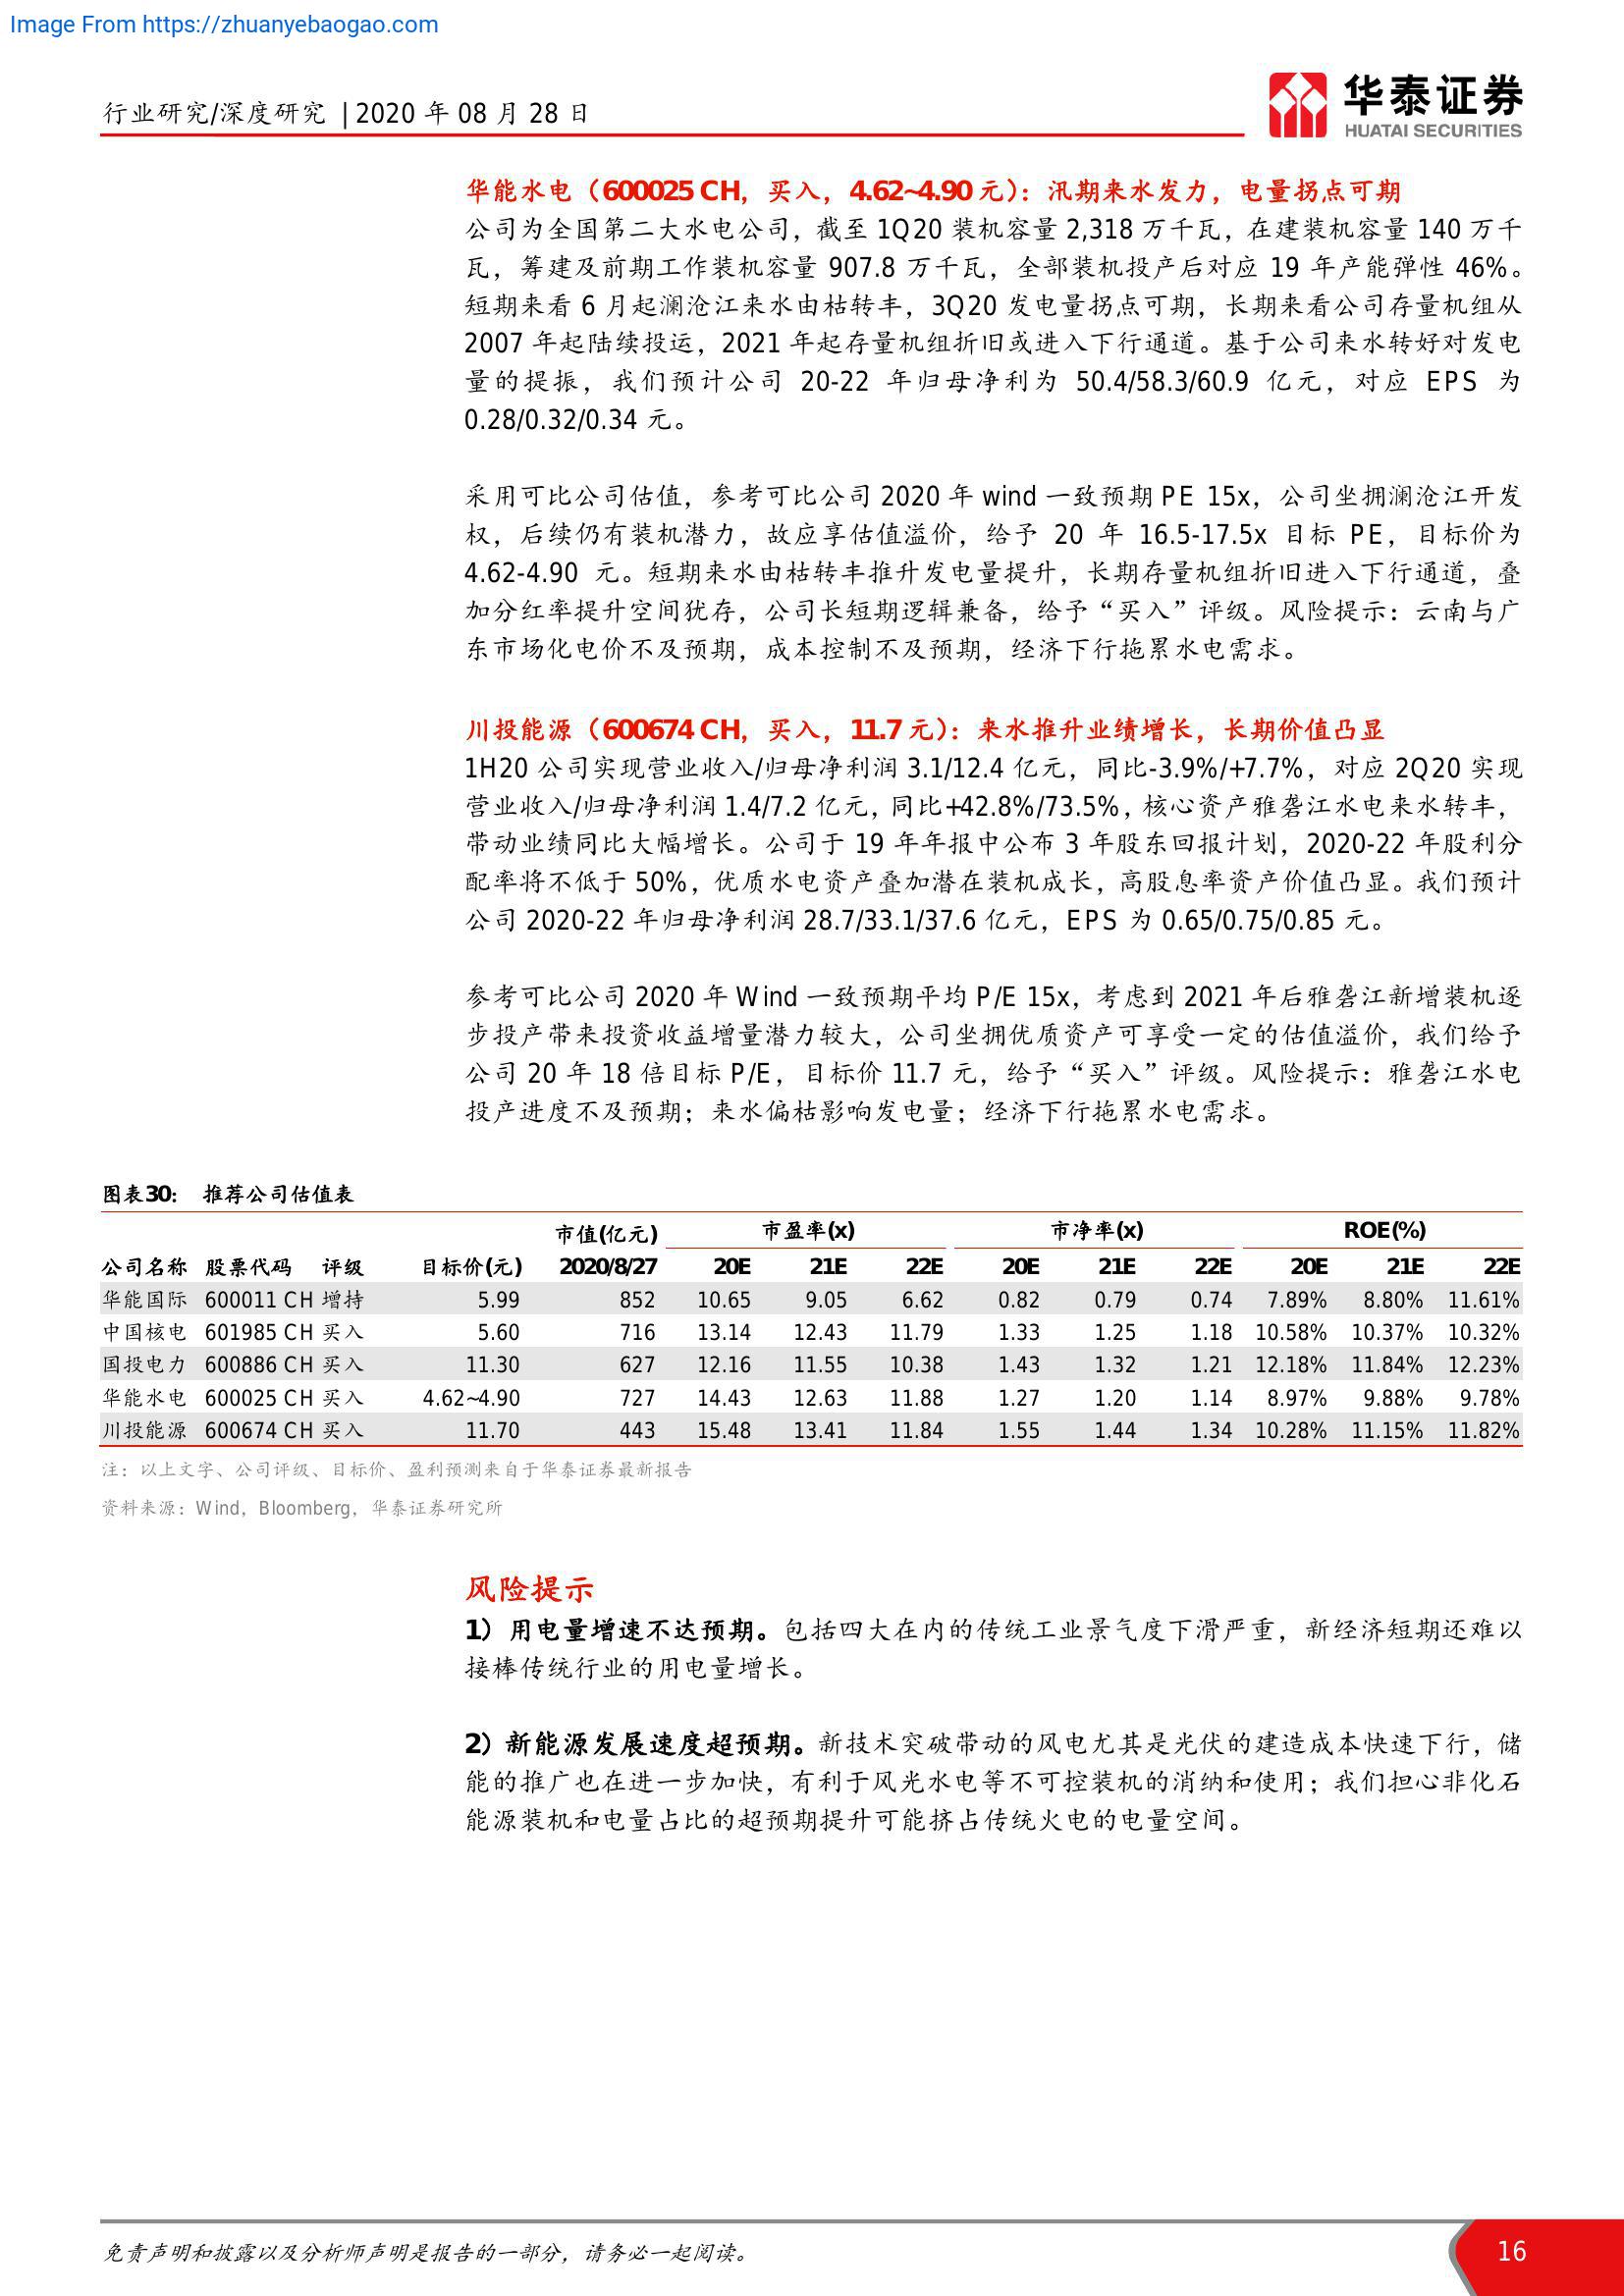 Image From https://zhuanyebaogao.com
行业研究/深度研究 | 2020 年 08 月 28 日
华泰证券
HUATAI SECURITIES
华能水电（600025 CH，买入，4.62~4.90 元）：汛期来水发力，电量拐点可期
公司为全国第二大水电公司，截至 1Q20 装机容量 2,318 万千瓦，在建装机容量 140 万千
瓦，筹建及前期工作装机容量 907.8 万千瓦，全部装机投产后对应 19 年产能弹性 46%。
短期来看 6 月起澜沧江来水由枯转丰，3Q20 发电量拐点可期，长期来看公司存量机组从
2007 年起陆续投运，2021 年起存量机组折旧或进入下行通道。基于公司来水转好对发电
量的提振，我们预计公司 20-22 年归母净利为 50.4/58.3/60.9 亿元，对应 EPS 为
0.28/0.32/0.34 元。
采用可比公司估值，参考可比公司 2020 年 wind 一致预期 PE 15x，公司坐拥澜沧江开发
权，后续仍有装机潜力，故应享估值溢价，给予 20 年 16.5-17.5x 目标 PE，目标价为
4.62-4.90 元。短期来水由枯转丰推升发电量提升，长期存量机组折旧进入下行通道，叠
加分红率提升空间犹存，公司长短期逻辑兼备，给予“买入”评级。风险提示：云南与广
东市场化电价不及预期，成本控制不及预期，经济下行拖累水电需求。
川投能源（600674 CH，买入，11.7 元）：来水推升业绩增长，长期价值凸显
1H20 公司实现营业收入/归母净利润 3.1/12.4 亿元，同比-3.9%/+7.7%，对应 2Q20 实现
营业收入/归母净利润 1.4/7.2 亿元，同比+42.8%/73.5%，核心资产雅砻江水电来水转丰，
带动业绩同比大幅增长。公司于 19 年年报中公布 3 年股东回报计划，2020-22 年股利分
配率将不低于 50%，优质水电资产叠加潜在装机成长，高股息率资产价值凸显。我们预计
公司 2020-22 年归母净利润 28.7/33.1/37.6 亿元，EPS 为 0.65/0.75/0.85 元。
参考可比公司 2020 年 Wind 一致预期平均 P/E 15x，考虑到 2021 年后雅砻江新增装机逐
步投产带来投资收益增量潜力较大，公司坐拥优质资产可享受一定的估值溢价，我们给予
公司 20 年 18 倍目标 P/E，目标价 11.7 元，给予“买入”评级。风险提示：雅砻江水电
投产进度不及预期；来水偏枯影响发电量；经济下行拖累水电需求。
图表30： 推荐公司估值表
市值(亿元) 市盈率(x) 市净率(x) ROE(%)
公司名称 股票代码 评级 目标价(元) 2020/8/27 20E 21E 22E 20E 21E 22E 20E 21E 22E
华能国际 600011 CH 增持 5.99 852 10.65 9.05 6.62 0.82 0.79 0.74 7.89% 8.80% 11.61%
中国核电 601985 CH 买入 5.60 716 13.14 12.43 11.79 1.33 1.25 1.18 10.58% 10.37% 10.32%
国投电力 600886 CH 买入 11.30 627 12.16 11.55 10.38 1.43 1.32 1.21 12.18% 11.84% 12.23%
华能水电 600025 CH 买入 4.62~4.90 727 14.43 12.63 11.88 1.27 1.20 1.14 8.97% 9.88% 9.78%
川投能源 600674 CH 买入 11.70 443 15.48 13.41 11.84 1.55 1.44 1.34 10.28% 11.15% 11.82%
注：以上文字、公司评级、目标价、盈利预测来自于华泰证券最新报告
资料来源：Wind，Bloomberg，华泰证券研究所
风险提示
1）用电量增速不达预期。包括四大在内的传统工业景气度下滑严重，新经济短期还难以
接棒传统行业的用电量增长。
2）新能源发展速度超预期。新技术突破带动的风电尤其是光伏的建造成本快速下行，储
能的推广也在进一步加快，有利于风光水电等不可控装机的消纳和使用；我们担心非化石
能源装机和电量占比的超预期提升可能挤占传统火电的电量空间。
免责声明和披露以及分析师声明是报告的一部分，请务必一起阅读。
16